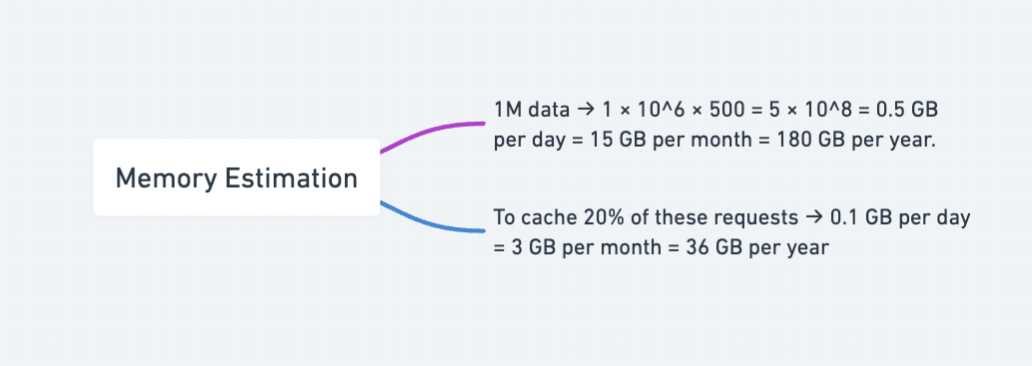 Memory Estimation
1M data → 1 × 10^6 × 500 = 5 × 10^8 = 0.5 GB
per day = 15 GB per month = 180 GB per year.
To cache 20% of these requests → 0.1 GB per day
= 3 GB per month = 36 GB per year